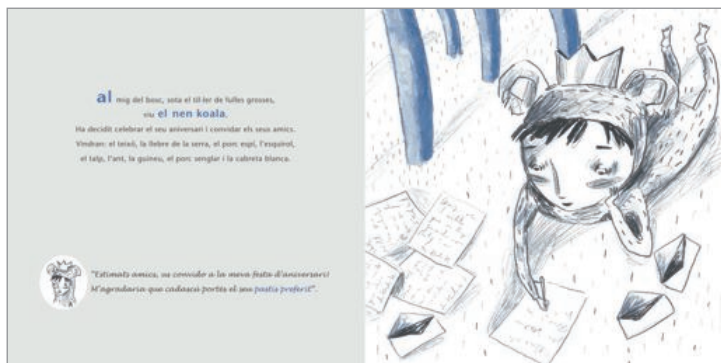 al mig del bosc, sota el til·ler de fulles grosses,
viu el nen koala.
Ha decidit celebrar el seu aniversari i convidar els seus amics.
Vindran: el teixó, la llebre de la serra, el porc espí, l'esquirol,
el talp, l'ant, la guineu, el porc senglar i la cabreta blanca.
"Estimats amics, us convido a la meva festa d'aniversari!
M'agradaria que cadascú portés el seu pastís preferit".